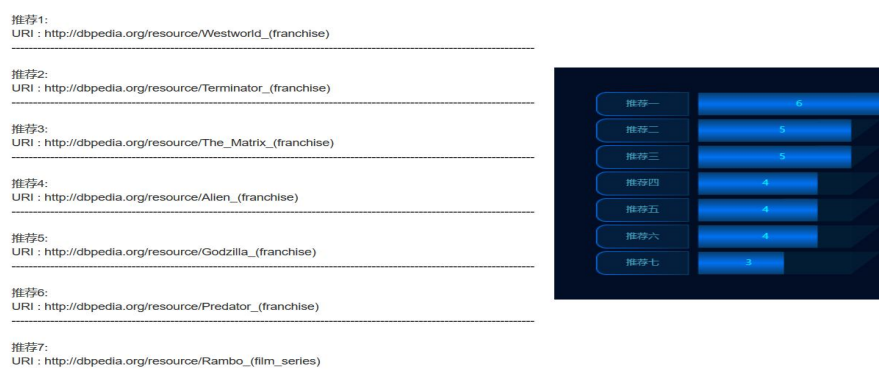 推荐1:
URI : http://dbpedia.org/resource/Westworld_(franchise)
推荐2:
URI : http://dbpedia.org/resource/Terminator_(franchise)
推荐3:
URI : http://dbpedia.org/resource/The_Matrix_(franchise)
推荐4:
URI : http://dbpedia.org/resource/Alien_(franchise)
推荐5:
URI : http://dbpedia.org/resource/Godzilla_(franchise)
推荐6:
URI : http://dbpedia.org/resource/Predator_(franchise)
推荐7:
URI : http://dbpedia.org/resource/Rambo_(film_series)
推荐一 6
推荐二 5
推荐三 5
推荐四 4
推荐五 4
推荐六 4
推荐七 3